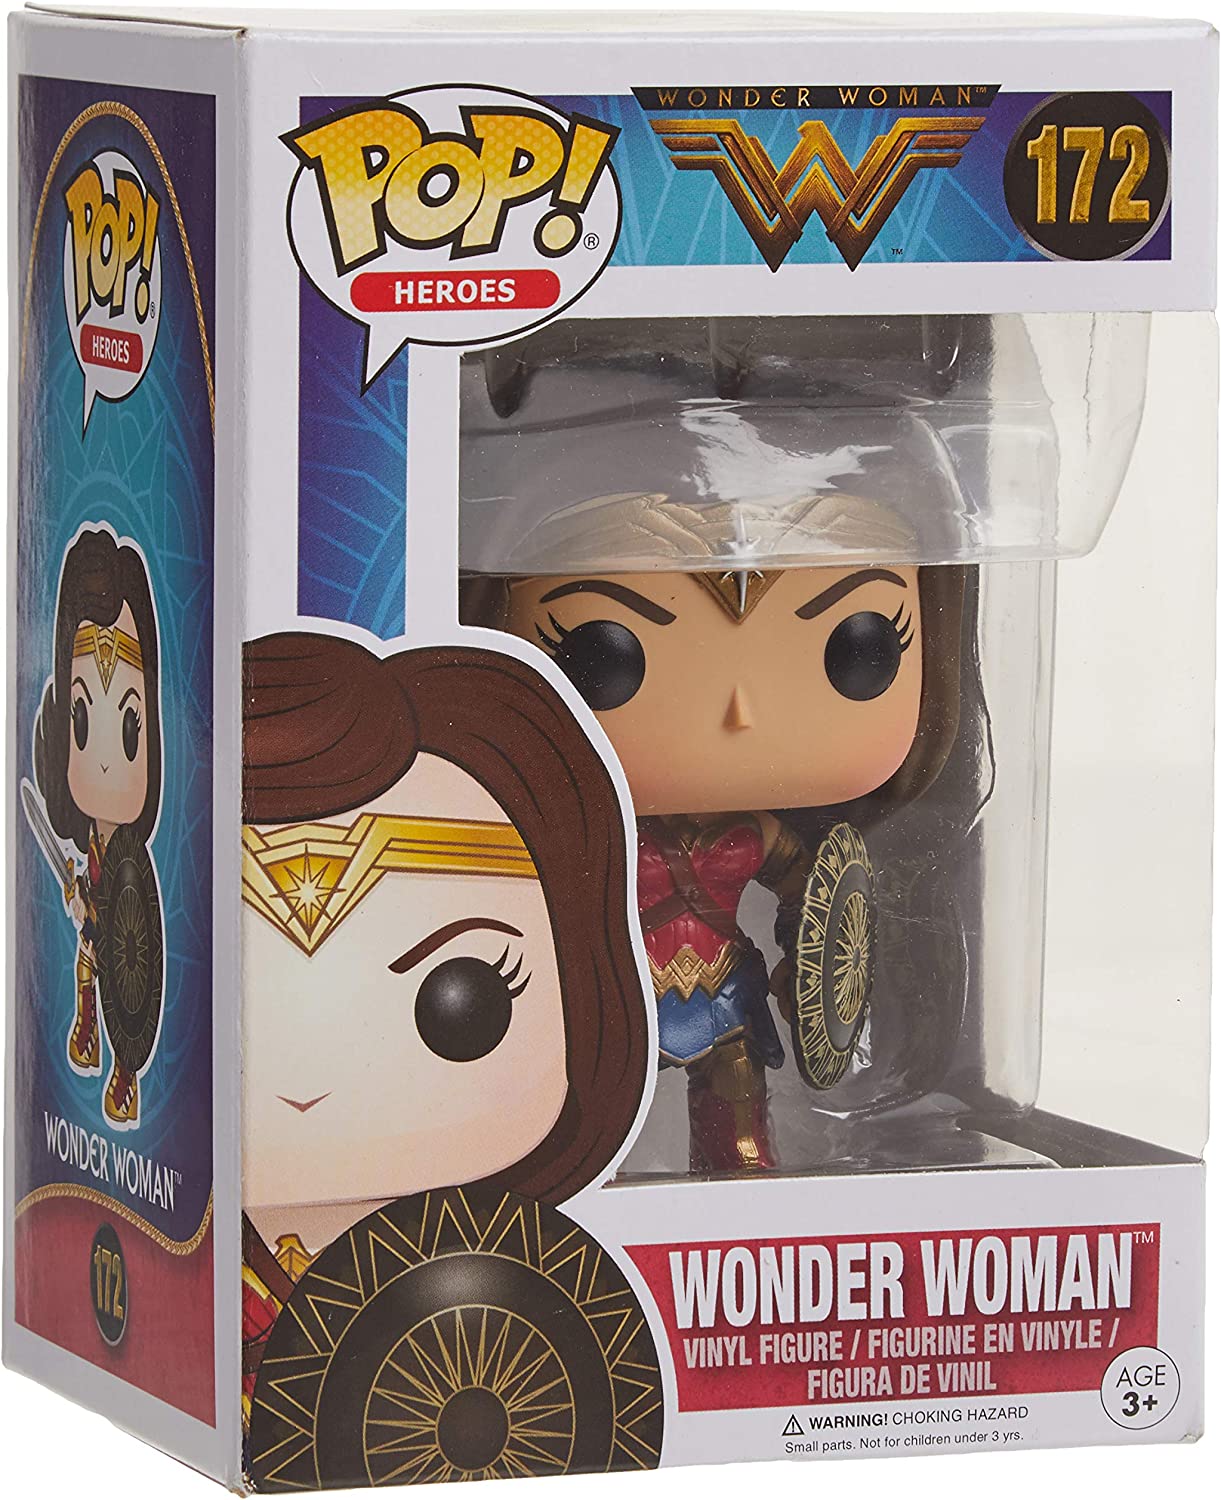 POP!®
HEROES
WONDER WOMAN™
172
POP!®
HEROES
WONDER WOMAN™
™
172
WONDER WOMAN™
VINYL FIGURE / FIGURINE EN VINYLE /
FIGURA DE VINIL
AGE
3+
⚠ WARNING! CHOKING HAZARD
Small parts. Not for children under 3 yrs.